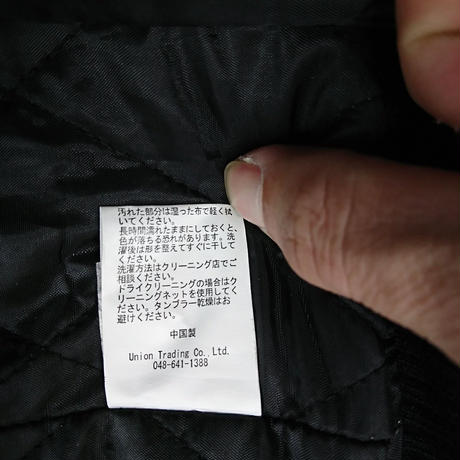 汚れた部分は湿った布で軽く拭
いてください。
長時間濡れたままにしておくと、
色が落ちる恐れがあります。洗
濯後は形を整えてすぐに干して
ください。
洗濯方法はクリーニング店でご
相談ください。
ドライクリーニングの場合はク
リーニングネットを使用してく
ださい。タンブラー乾燥はお
避けください。
中国製
Union Trading Co.,Ltd.
048-641-1388